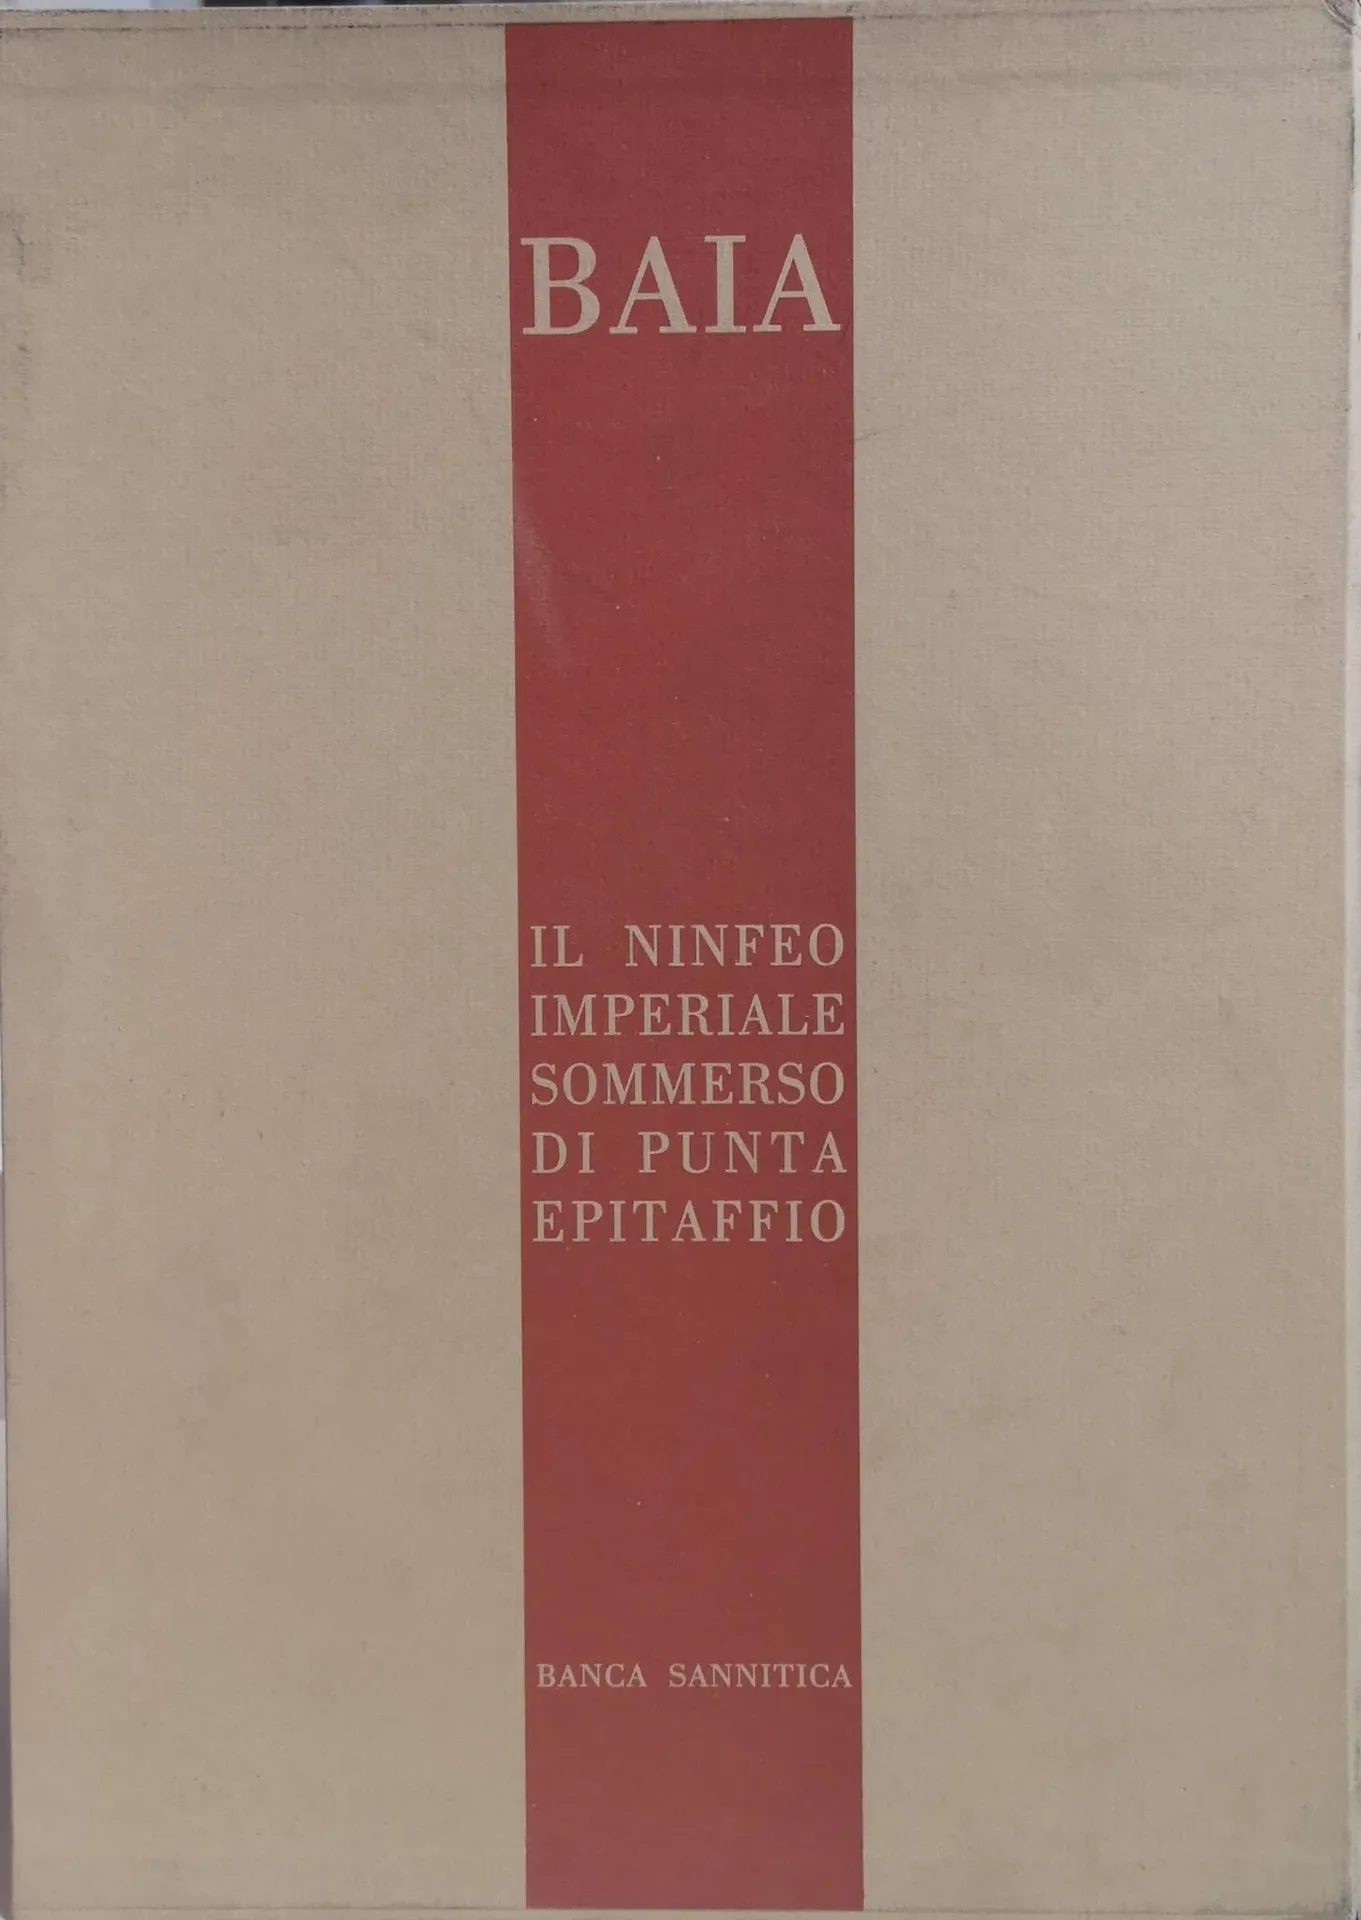 BAIA
IL NINFEO
IMPERIALE
SOMMERSO
DI PUNTA
EPITAFFIO
BANCA SANNITICA